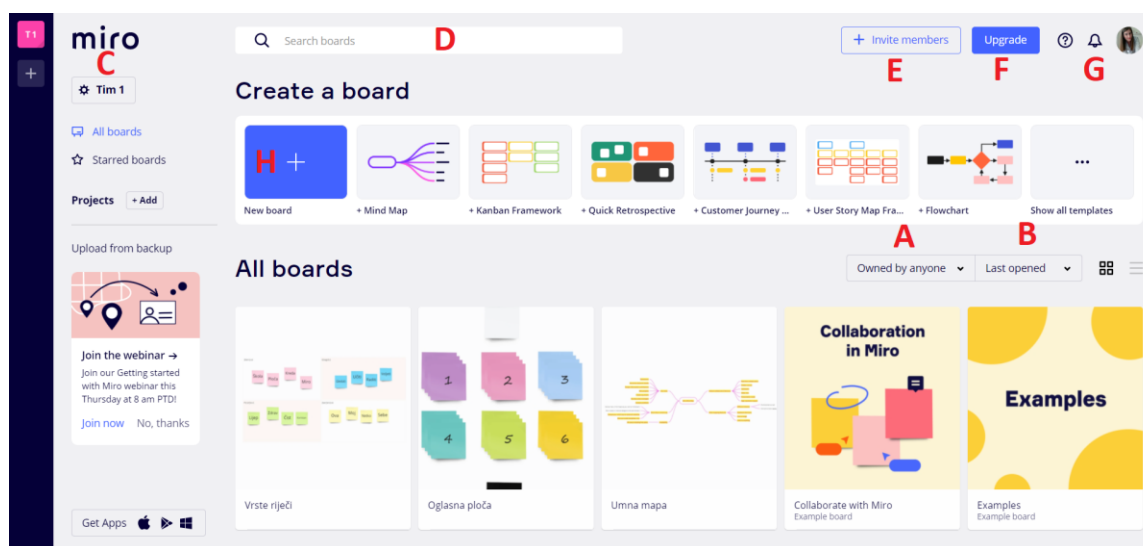 T1
miro
C
Tim 1
Search boards D
+ Invite members
E
Upgrade
F
G
Create a board
All boards
Starred boards
Projects + Add
H +
New board
+ Mind Map
+ Kanban Framework
+ Quick Retrospective
+ Customer Journey ...
+ User Story Map Fra...
+ Flowchart
...
Show all templates
A
B
Upload from backup
All boards
Owned by anyone
Last opened
Join the webinar →
Join our Getting started
with Miro webinar this
Thursday at 8 am PTD!
Join now No, thanks
1 2 3
4 5 6
Collaboration
in Miro
Examples
Vrste riječi
Oglasna ploča
Umna mapa
Collaborate with Miro
Example board
Examples
Example board
Get Apps